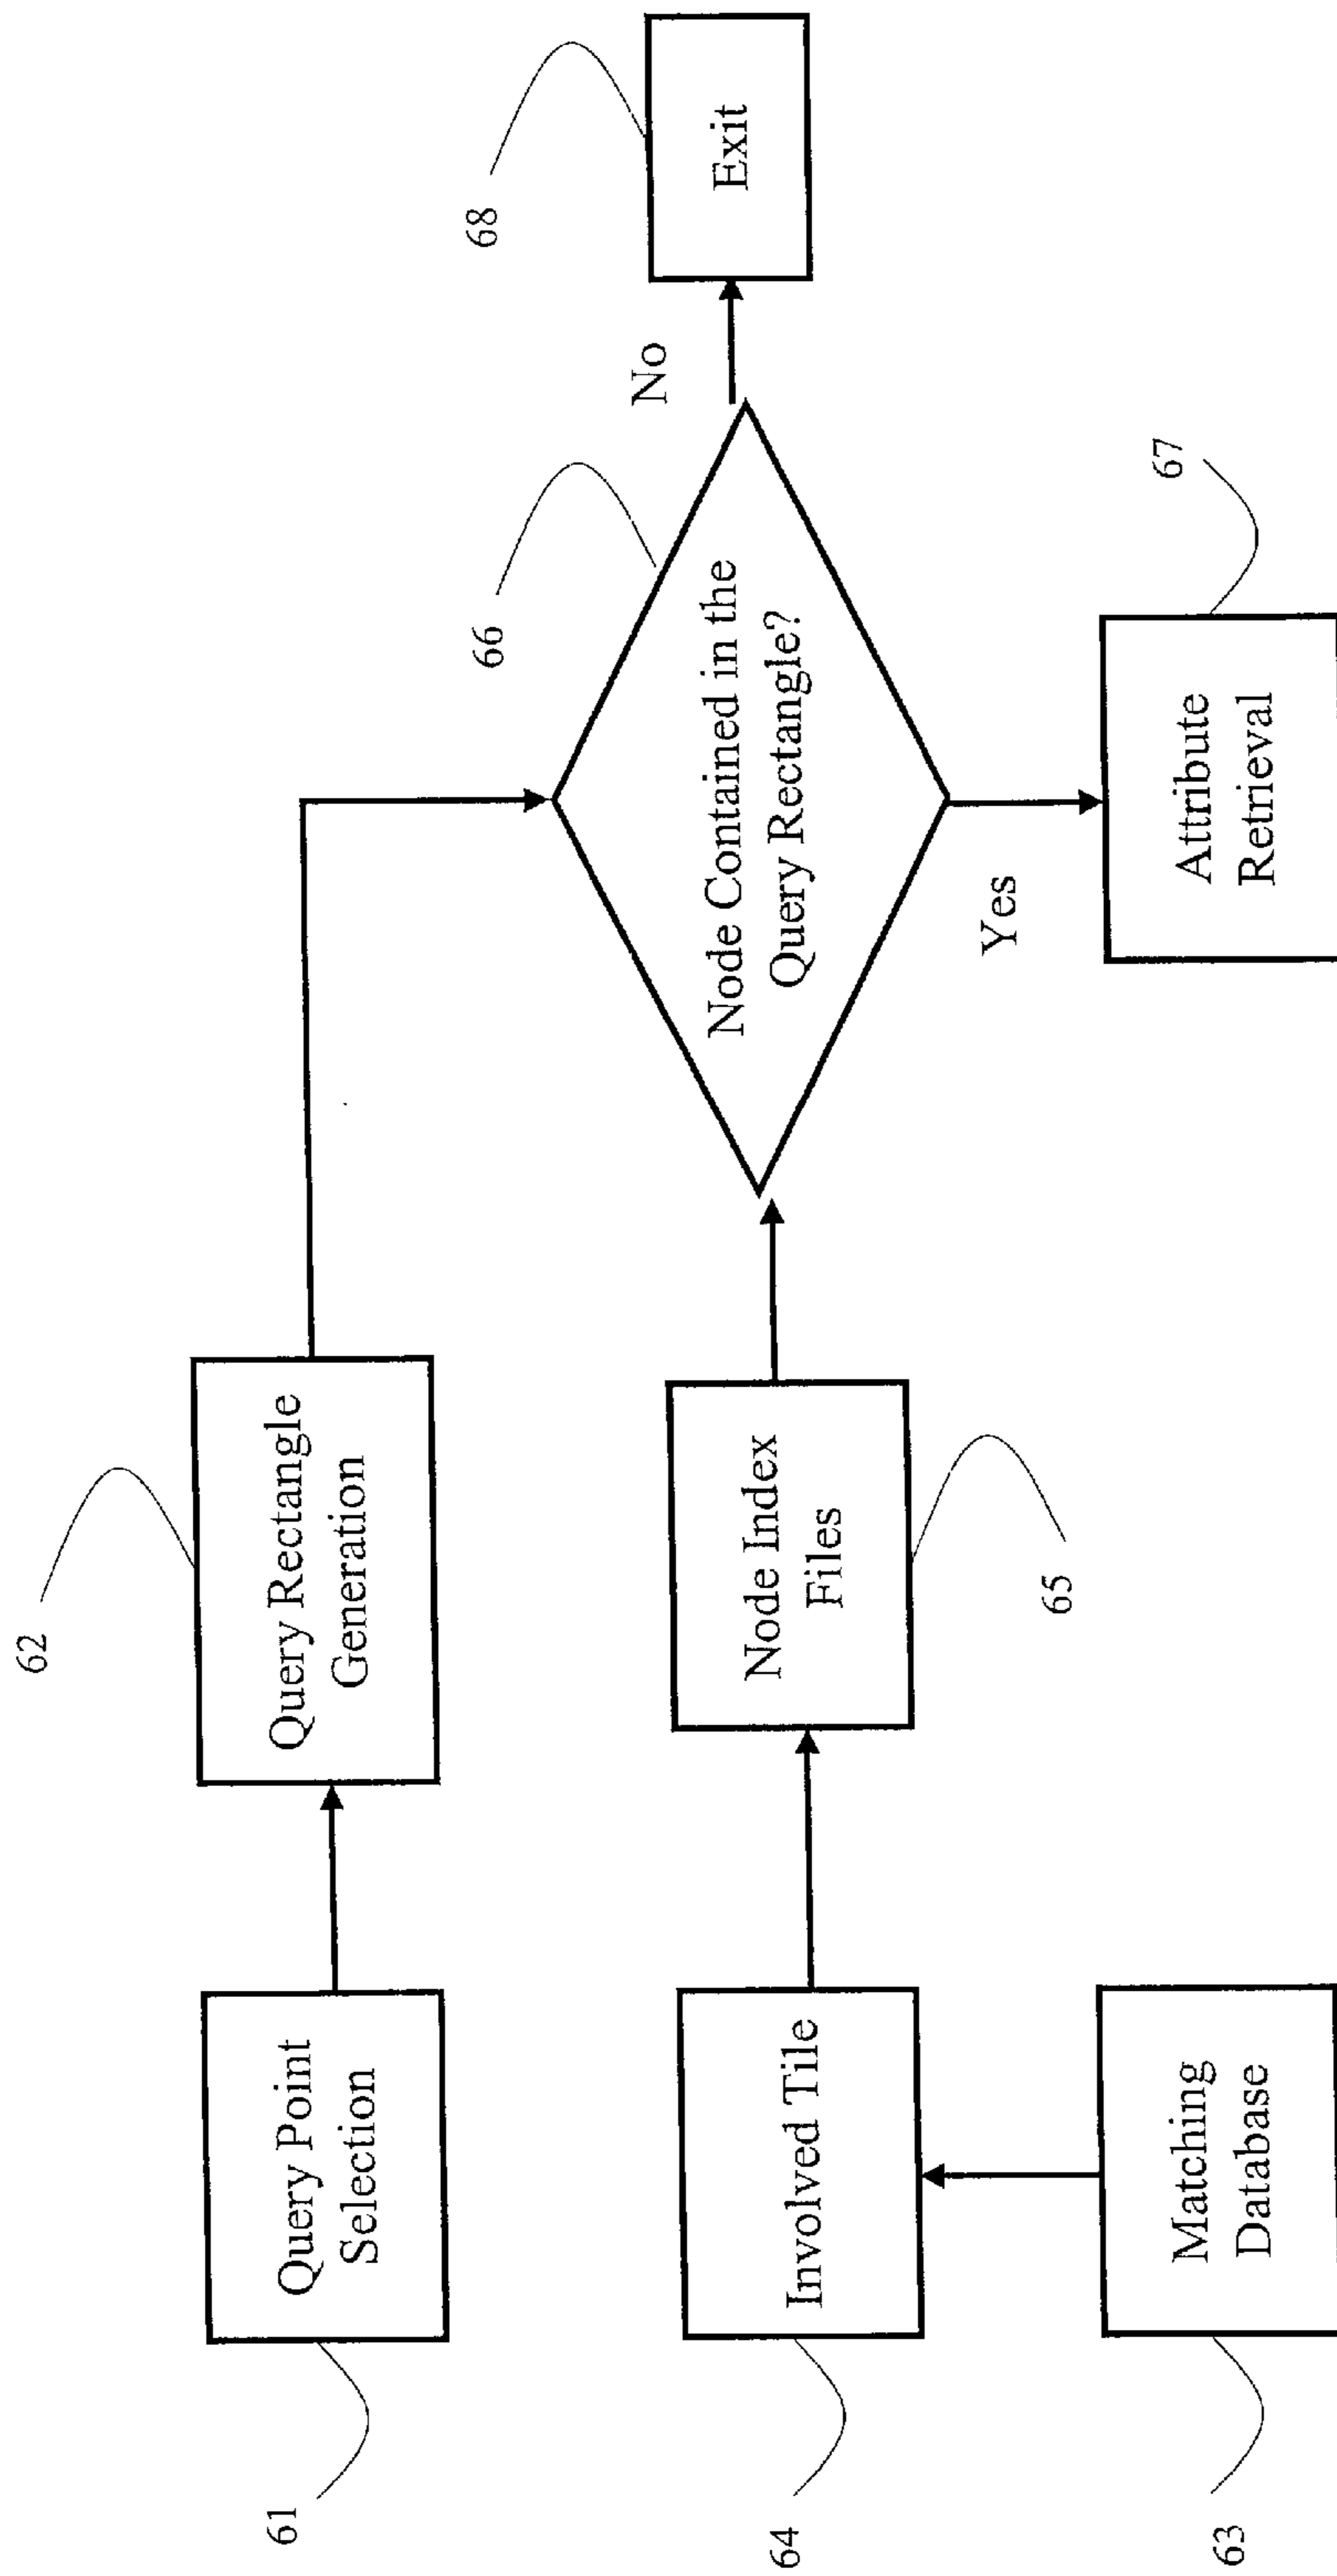 62
61
Query Point
Selection
Query Rectangle
Generation
68
66
64
Involved Tile
Node Index
Files
65
Node Contained in the
Query Rectangle?
No
Exit
63
Matching
Database
Yes
67
Attribute
Retrieval